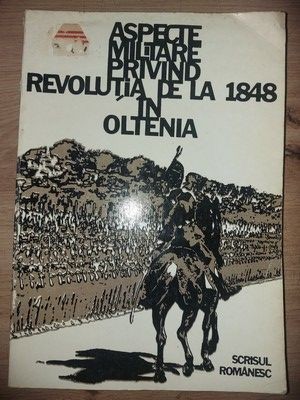 ASPECTE
MILITARE
PRIVIND
REVOLUȚIA DE LA 1848
ÎN
OLTENIA
SCRISUL
ROMÂNESC